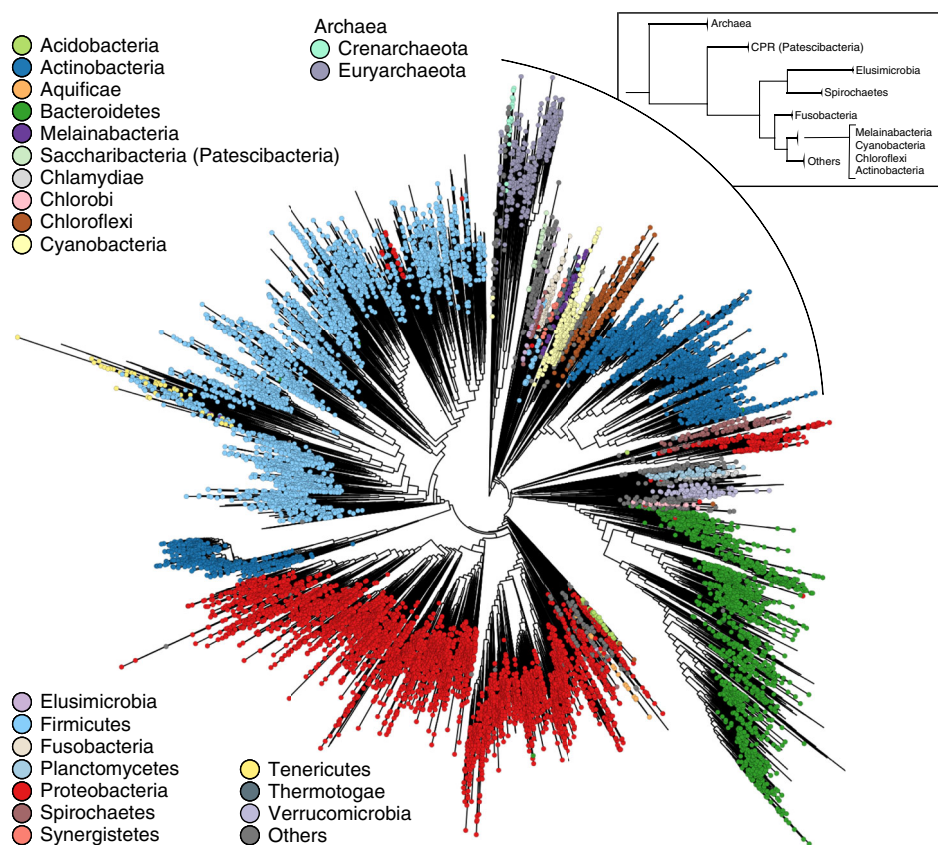 Acidobacteria
Actinobacteria
Aquificae
Bacteroidetes
Melainabacteria
Saccharibacteria (Patescibacteria)
Chlamydiae
Chlorobi
Chloroflexi
Cyanobacteria
Archaea
Crenarchaeota
Euryarchaeota
Archaea
CPR (Patescibacteria)
Elusimicrobia
Spirochaetes
Fusobacteria
Others
Melainabacteria
Cyanobacteria
Chloroflexi
Actinobacteria
Elusimicrobia
Firmicutes
Fusobacteria
Planctomycetes
Proteobacteria
Spirochaetes
Synergistetes
Tenericutes
Thermotogae
Verrucomicrobia
Others